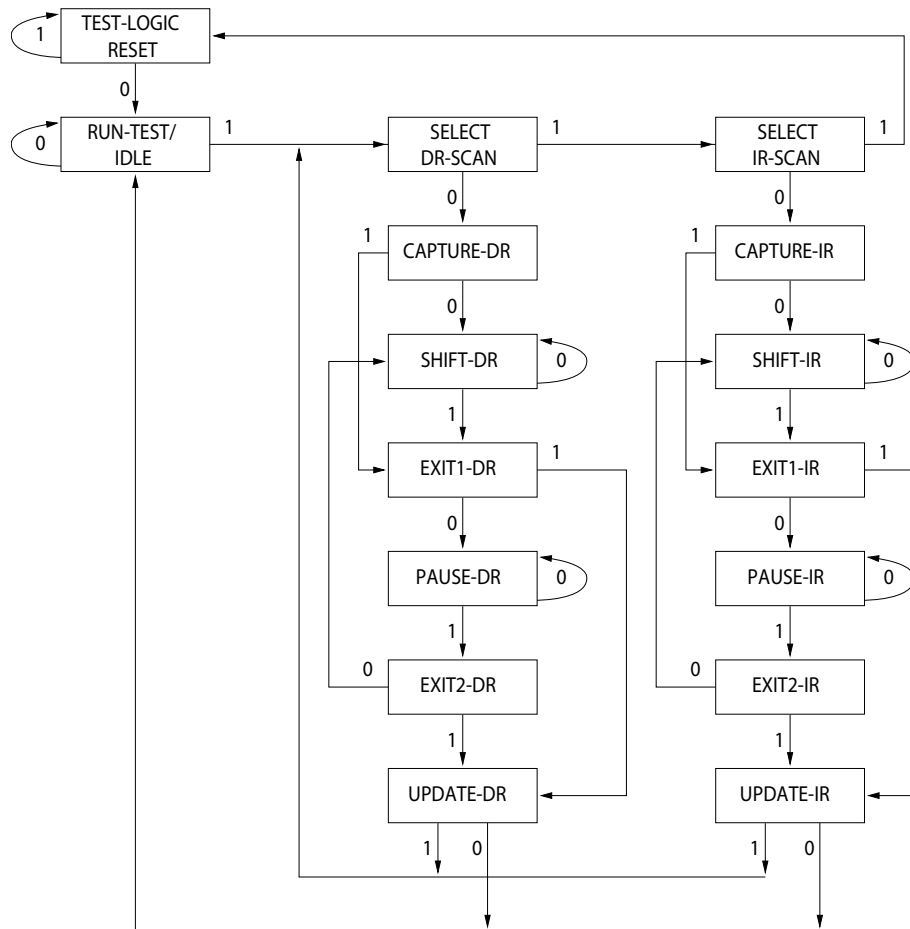 TEST-LOGIC
RESET
1
0
RUN-TEST/
IDLE
0
1
SELECT
DR-SCAN
1
SELECT
IR-SCAN
1
0
0
1
CAPTURE-DR
1
CAPTURE-IR
0
0
SHIFT-DR
0
SHIFT-IR
0
1
1
EXIT1-DR
1
EXIT1-IR
1
0
0
PAUSE-DR
0
PAUSE-IR
0
1
1
0
EXIT2-DR
0
EXIT2-IR
1
1
UPDATE-DR
UPDATE-IR
1
0
1
0